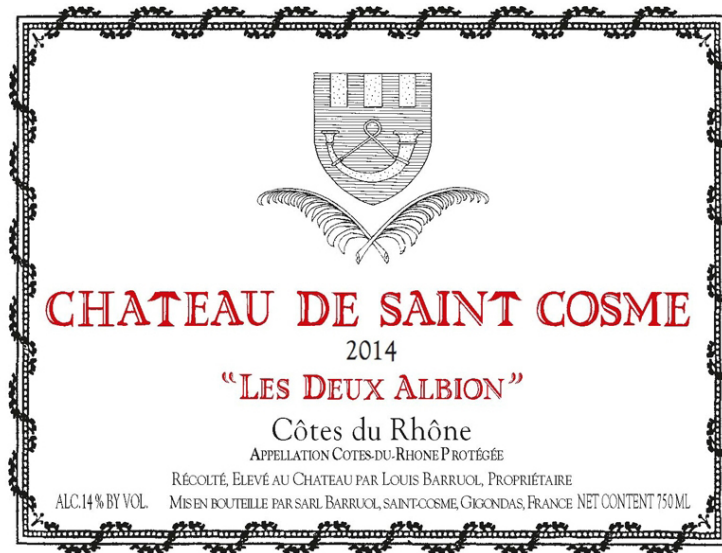 CHATEAU DE SAINT COSME
2014
“LES DEUX ALBION”
Côtes du Rhône
APPELLATION COTES-DU-RHONE PROTÉGÉE
RÉCOLTÉ, ELEVÉ AU CHATEAU PAR LOUIS BARRUOL, PROPRIÉTAIRE
ALC.14 % BY VOL. MIS EN BOUTEILLE PAR SARL BARRUOL, SAINT-COSME, GIGONDAS, FRANCE NET CONTENT 750 ML